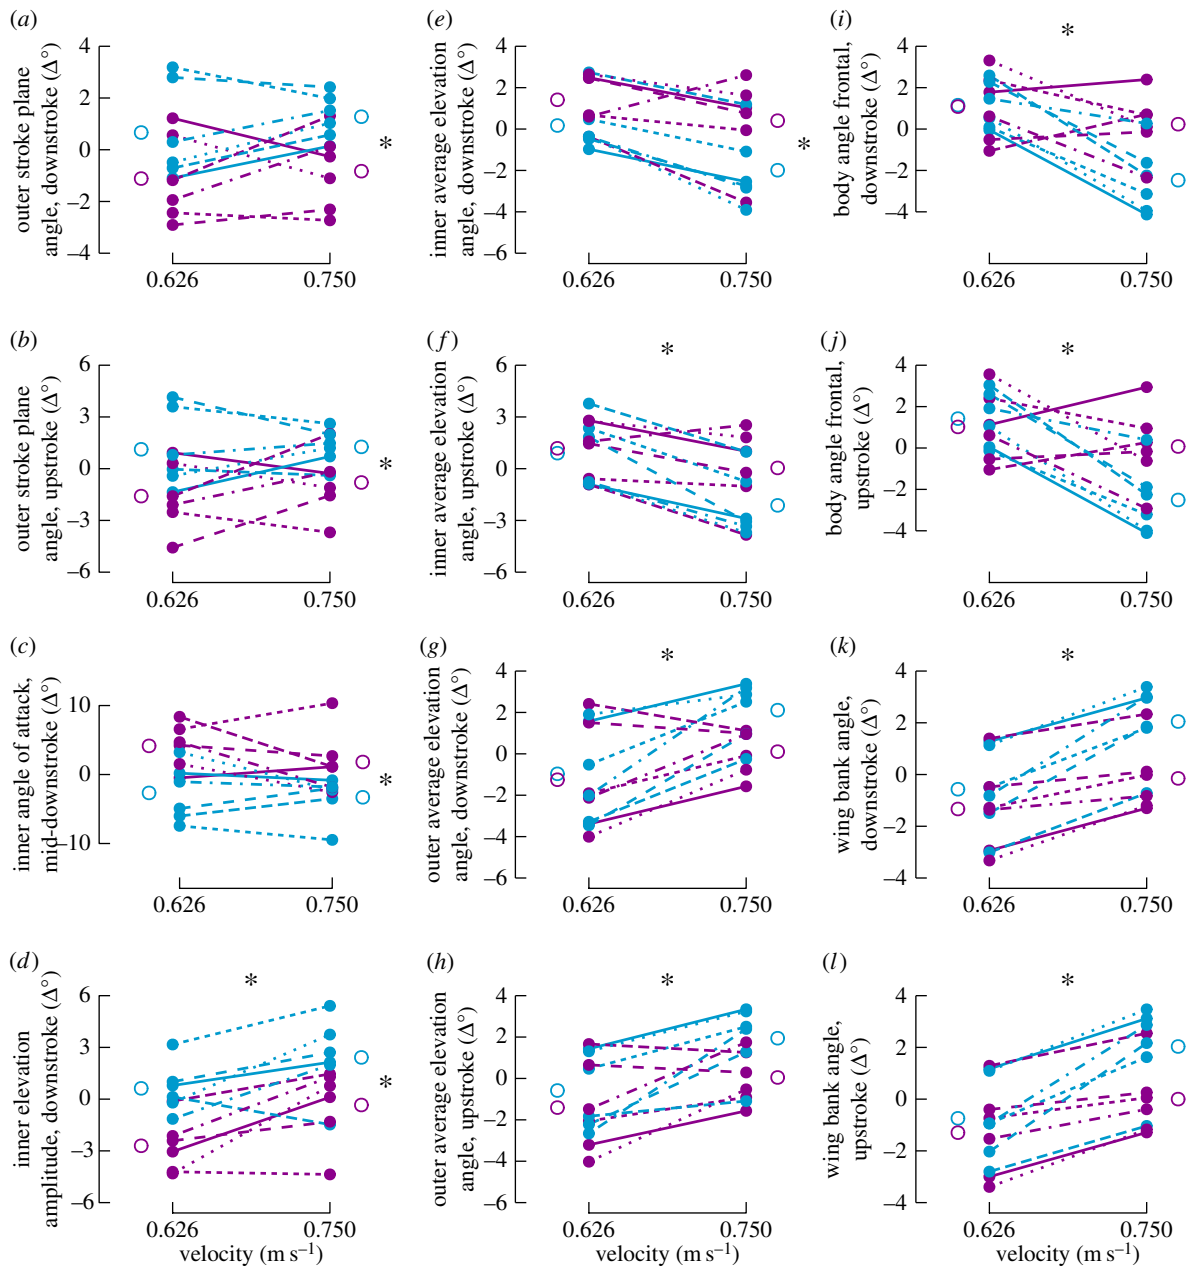 (a)
outer stroke plane
angle, downstroke (Δ°)
4
2
0
–2
–4
*
0.626
0.750
(e)
inner average elevation
angle, downstroke (Δ°)
4
2
0
–2
–4
–6
*
0.626
0.750
(i)
body angle frontal,
downstroke (Δ°)
*
4
2
0
–2
–4
0.626
0.750
(b)
outer stroke plane
angle, upstroke (Δ°)
6
3
0
–3
–6
*
0.626
0.750
(f)
inner average elevation
angle, upstroke (Δ°)
*
6
4
2
0
–2
–4
–6
0.626
0.750
(j)
body angle frontal,
upstroke (Δ°)
*
4
2
0
–2
–4
0.626
0.750
(c)
inner angle of attack,
mid-downstroke (Δ°)
10
0
–10
*
0.626
0.750
(g)
outer average elevation
angle, downstroke (Δ°)
*
4
2
0
–2
–4
–6
0.626
0.750
(k)
wing bank angle,
downstroke (Δ°)
*
4
2
0
–2
–4
0.626
0.750
(d)
inner elevation
amplitude, downstroke (Δ°)
*
6
3
0
–3
–6
*
0.626
0.750
velocity (m s–1)
(h)
outer average elevation
angle, upstroke (Δ°)
*
4
2
0
–2
–4
–6
0.626
0.750
velocity (m s–1)
(l)
wing bank angle,
upstroke (Δ°)
*
4
2
0
–2
–4
0.626
0.750
velocity (m s–1)